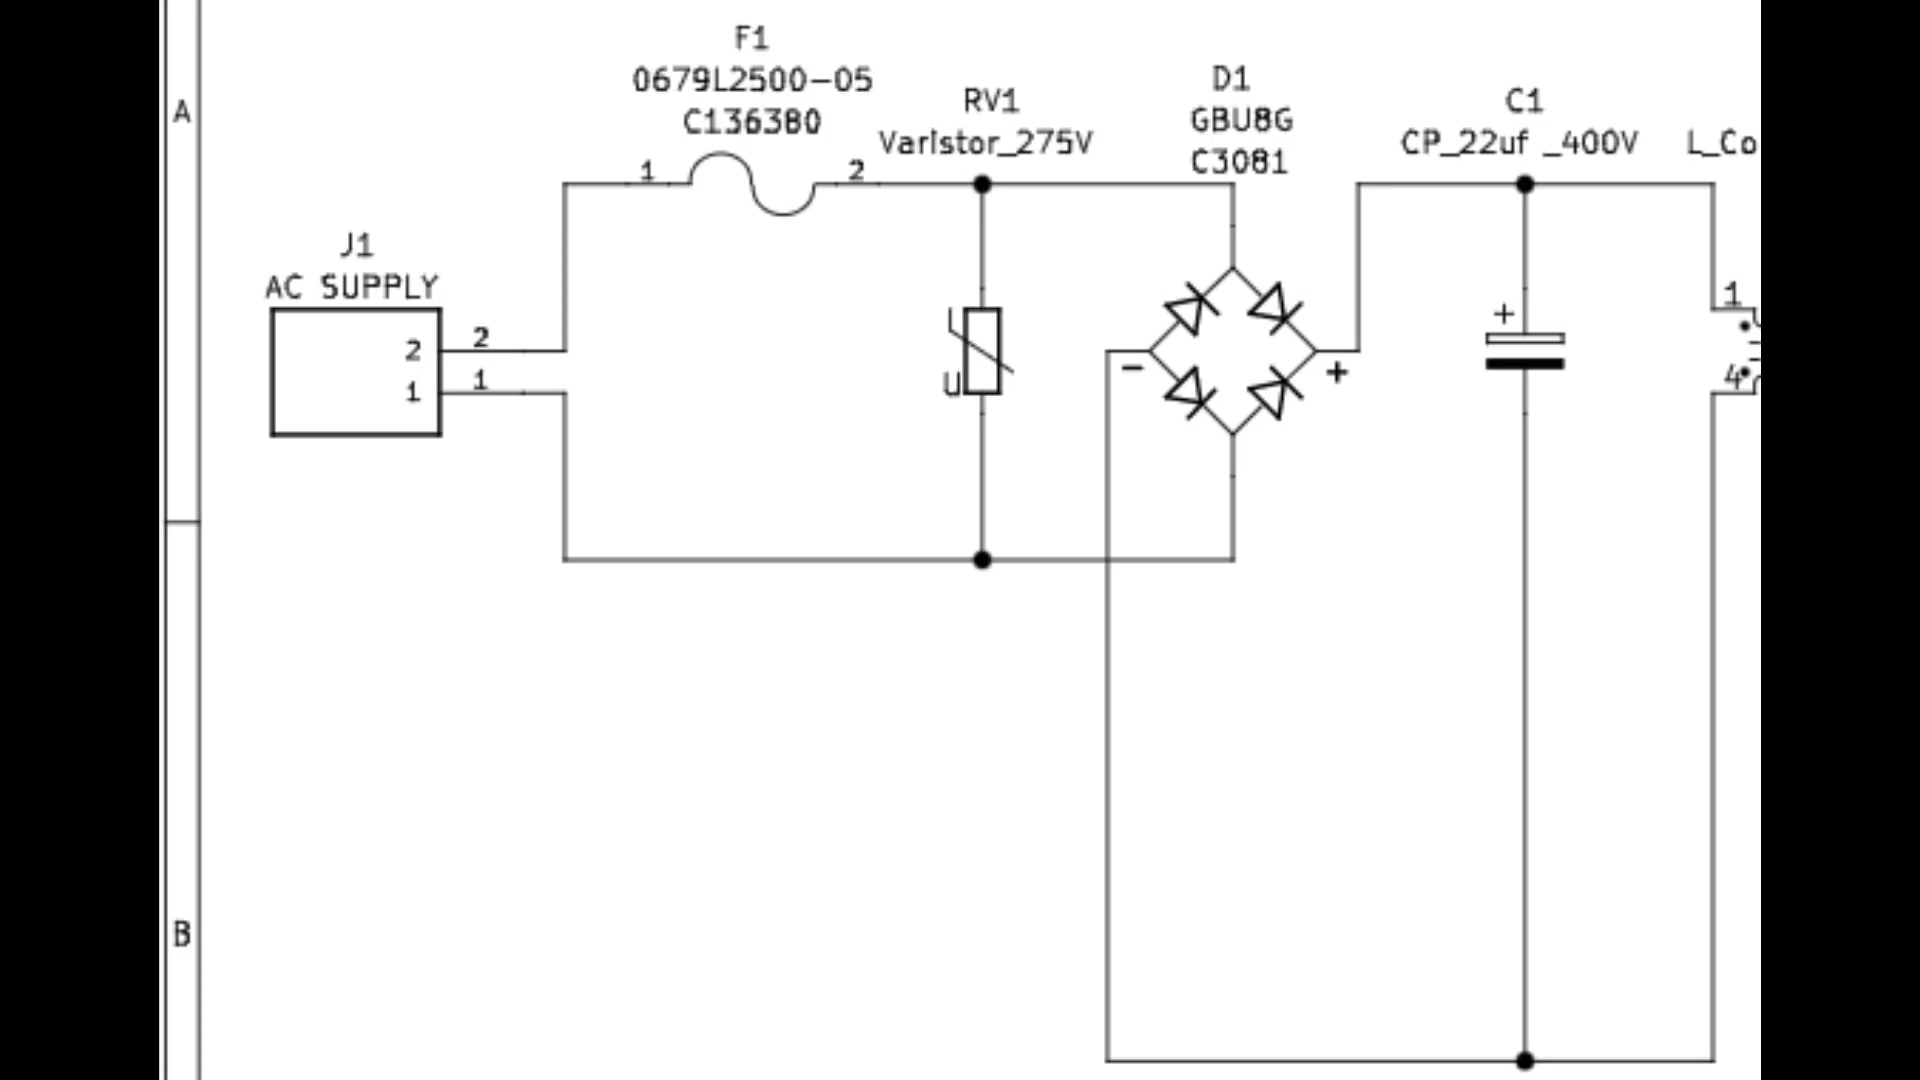 A
F1
0679L2500-05
C136380
1
2
RV1
Varistor_275V
D1
GBU8G
C3081
C1
CP_22uf _400V
L_Co
J1
AC SUPPLY
2
2
1
1
U
-
+
+
1
4
B